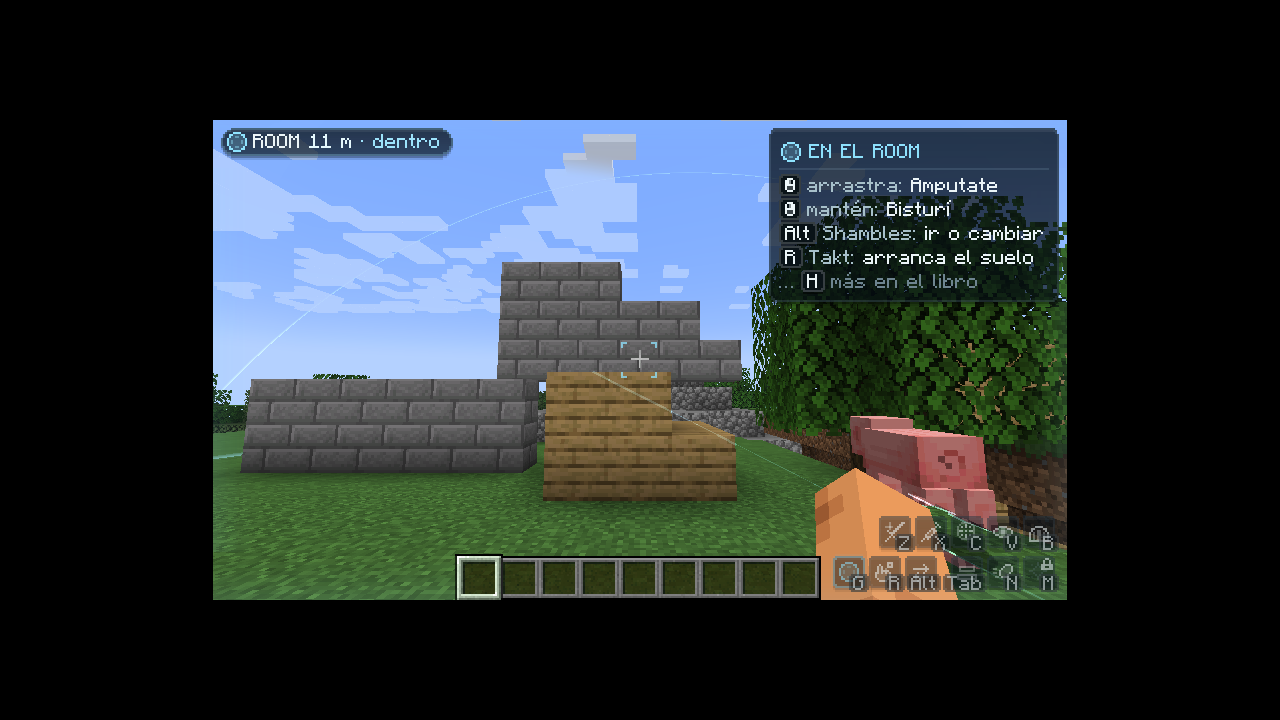 ROOM 11 m · dentro
EN EL ROOM
arrastra: Amputate
mantén: Bisturí
Alt Shambles: ir o cambiar
R Takt: arranca el suelo
... H más en el libro
Z X C V B
G R Alt Tab N M